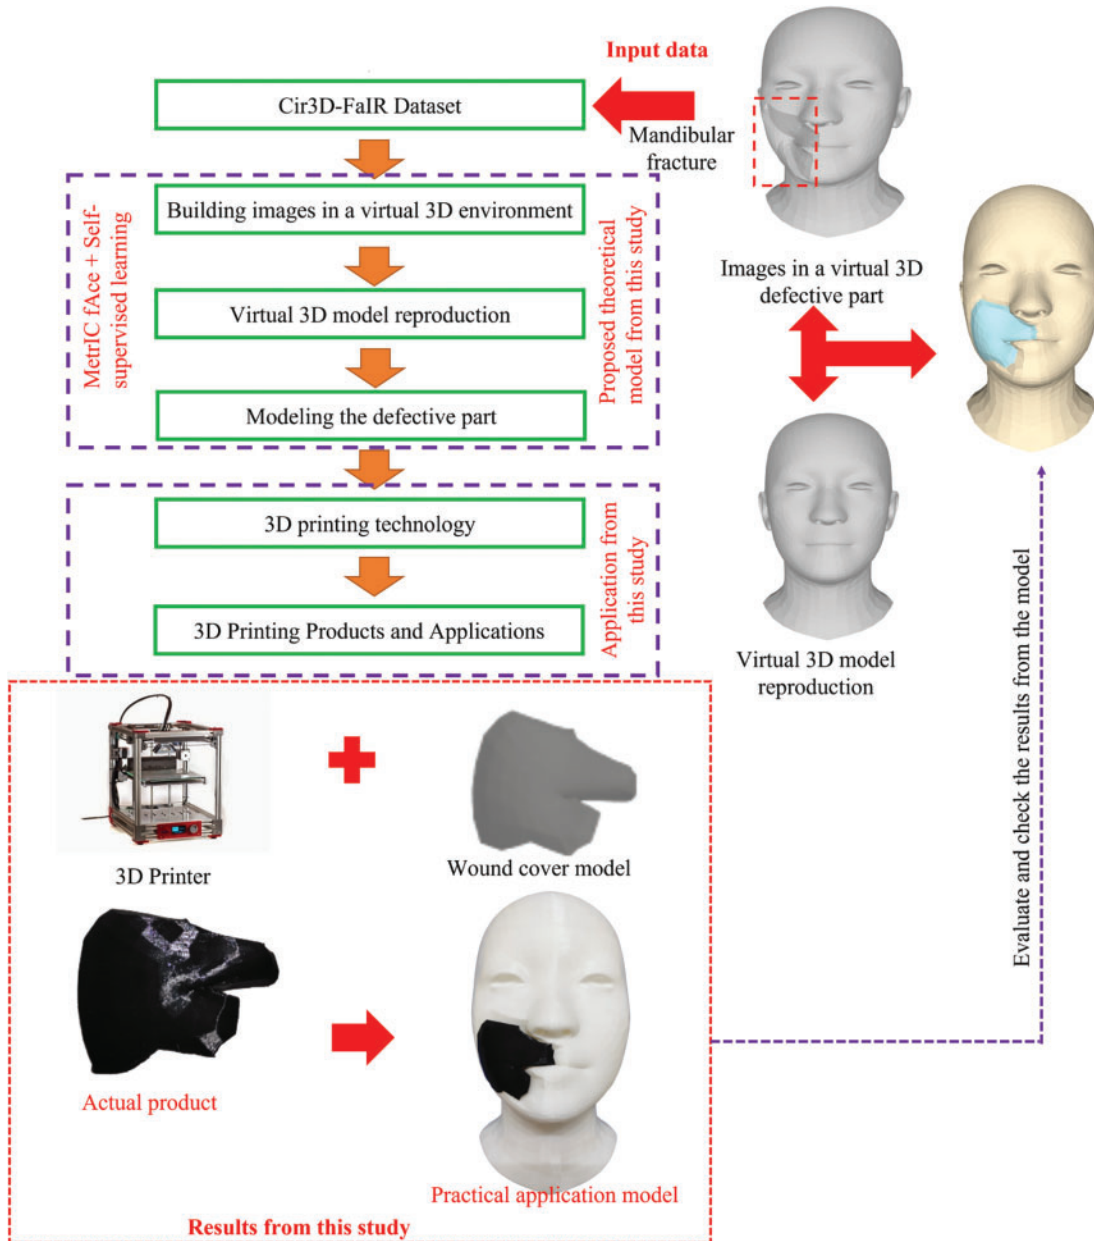 Input data
Cir3D-FaIR Dataset
Mandibular
fracture
Building images in a virtual 3D environment
Virtual 3D model reproduction
Modeling the defective part
MetrIC fAce + Self-
supervised learning
Proposed theoretical
model from this study
Images in a virtual 3D
defective part
3D printing technology
3D Printing Products and Applications
Application from
this study
Virtual 3D model
reproduction
Evaluate and check the results from the model
3D Printer
Wound cover model
Actual product
Practical application model
Results from this study